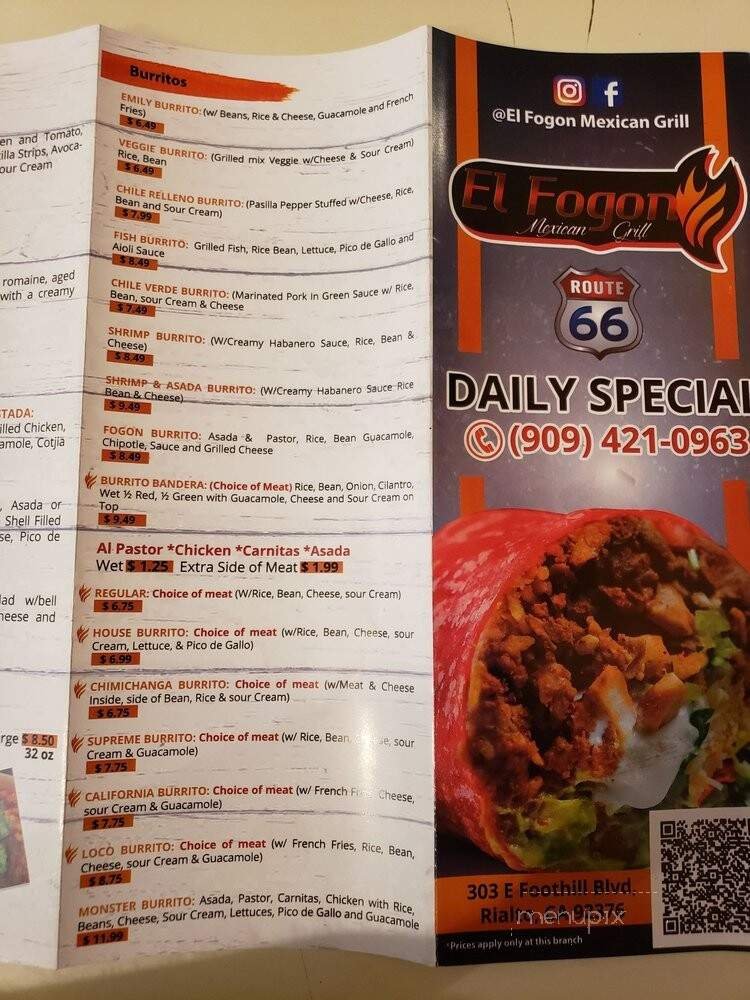 en and Tomato,
illa Strips, Avoca-
our Cream
romaine, aged
with a creamy
STADA:
illed Chicken,
amole, Cotjia
, Asada or
Shell Filled
se, Pico de
lad w/bell
heese and
rge $ 8.50
32 oz
Burritos
EMILY BURRITO: (w/ Beans, Rice & Cheese, Guacamole and French
Fries)
$ 6.49
VEGGIE BURRITO: (Grilled mix Veggie w/Cheese & Sour Cream)
Rice, Bean
$ 6.49
CHILE RELLENO BURRITO: (Pasilla Pepper Stuffed w/Cheese, Rice,
Bean and Sour Cream)
$ 7.99
FISH BURRITO: Grilled Fish, Rice Bean, Lettuce, Pico de Gallo and
Aioli Sauce
$ 8.49
CHILE VERDE BURRITO: (Marinated Pork In Green Sauce w/ Rice,
Bean, sour Cream & Cheese
$ 7.49
SHRIMP BURRITO: (W/Creamy Habanero Sauce, Rice, Bean &
Cheese)
$ 8.49
SHRIMP & ASADA BURRITO: (W/Creamy Habanero Sauce Rice
Bean & Cheese)
$ 9.49
FOGON BURRITO: Asada & Pastor, Rice, Bean Guacamole,
Chipotle, Sauce and Grilled Cheese
$ 8.49
BURRITO BANDERA: (Choice of Meat) Rice, Bean, Onion, Cilantro,
Wet ½ Red, ½ Green with Guacamole, Cheese and Sour Cream on
Top
$ 9.49
Al Pastor *Chicken *Carnitas *Asada
Wet $ 1.25 Extra Side of Meat $ 1.99
REGULAR: Choice of meat (W/Rice, Bean, Cheese, sour Cream)
$ 6.75
HOUSE BURRITO: Choice of meat (w/Rice, Bean, Cheese, sour
Cream, Lettuce, & Pico de Gallo)
$ 6.99
CHIMICHANGA BURRITO: Choice of meat (w/Meat & Cheese
Inside, side of Bean, Rice & sour Cream)
$ 6.75
SUPREME BURRITO: Choice of meat (w/ Rice, Bean, se, sour
Cream & Guacamole)
$ 7.75
CALIFORNIA BURRITO: Choice of meat (w/ French Cheese,
sour Cream & Guacamole)
$ 7.75
LOCO BURRITO: Choice of meat (w/ French Fries, Rice, Bean,
Cheese, sour Cream & Guacamole)
$ 8.75
MONSTER BURRITO: Asada, Pastor, Carnitas, Chicken with Rice,
Beans, Cheese, Sour Cream, Lettuces, Pico de Gallo and Guacamole
$ 11.99
@El Fogon Mexican Grill
El Fogon
Mexican Grill
ROUTE
66
DAILY SPECIAL
(909) 421-0963
303 E Foothill Blvd,
Rialto, CA 92376
menupix
*Prices apply only at this branch